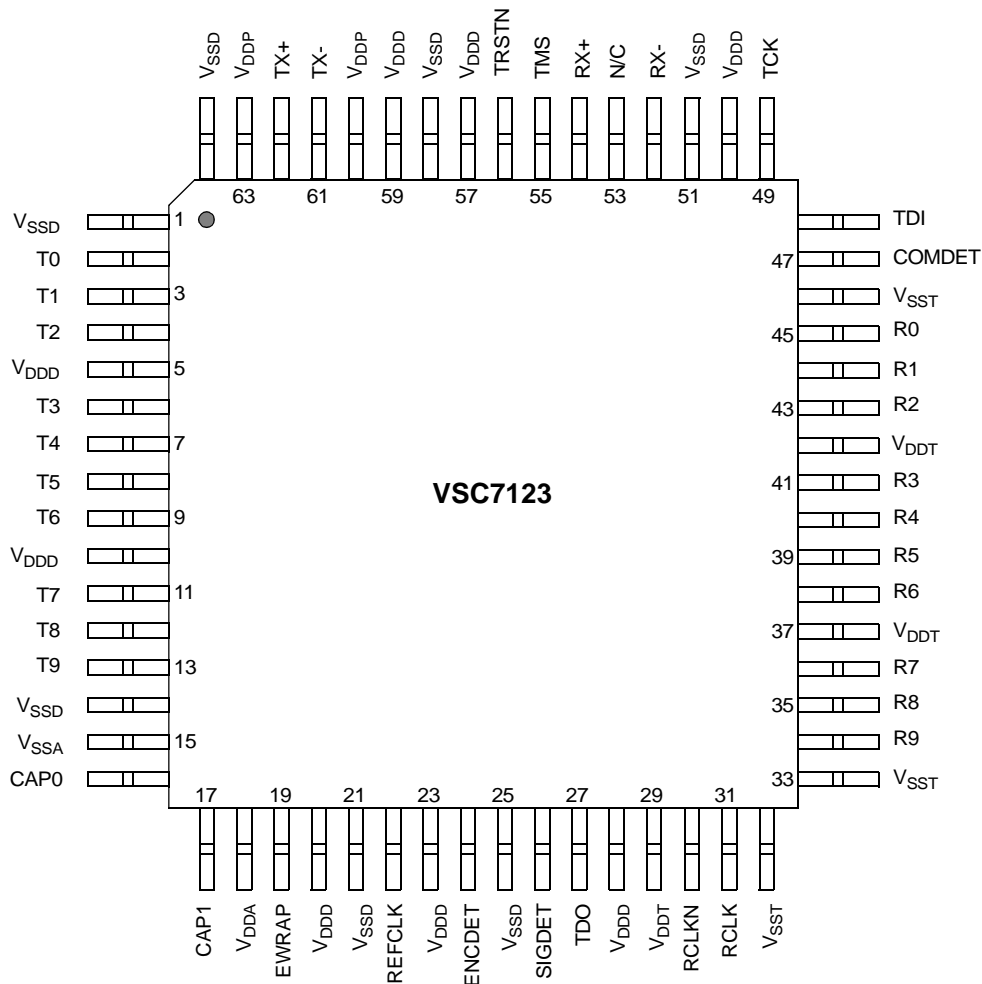 VSSD VDDP TX+ TX- VDDP VDDD VSSD VDDD TRSTN TMS RX+ N/C RX- VSSD VDDD TCK
63 61 59 57 55 53 51 49
VSSD 1 TDI
T0 47 COMDET
T1 3 VSST
T2 45 R0
VDDD 5 R1
T3 43 R2
T4 7 VDDT
T5 41 R3
VSC7123
T6 9 R4
VDDD 39 R5
T7 11 R6
T8 37 VDDT
T9 13 R7
VSSD 35 R8
VSSA 15 R9
CAP0 33 VSST
17 19 21 23 25 27 29 31
CAP1 VDDA EWRAP VDDD VSSD REFCLK VDDD ENCDET VSSD SIGDET TDO VDDD VDDT RCLKN RCLK VSST